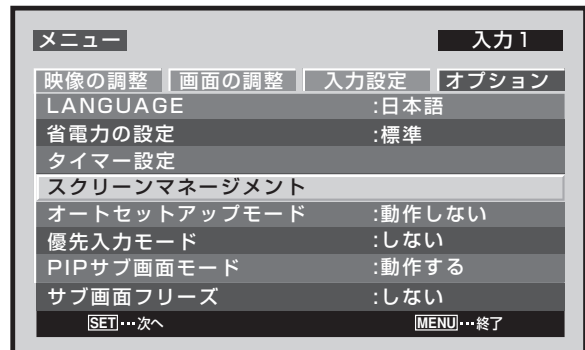 メニュー 入力1
映像の調整 画面の調整 入力設定 オプション
LANGUAGE :日本語
省電力の設定 :標準
タイマー設定
スクリーンマネージメント
オートセットアップモード :動作しない
優先入力モード :しない
PIPサブ画面モード :動作する
サブ画面フリーズ :しない
SET…次へ MENU…終了